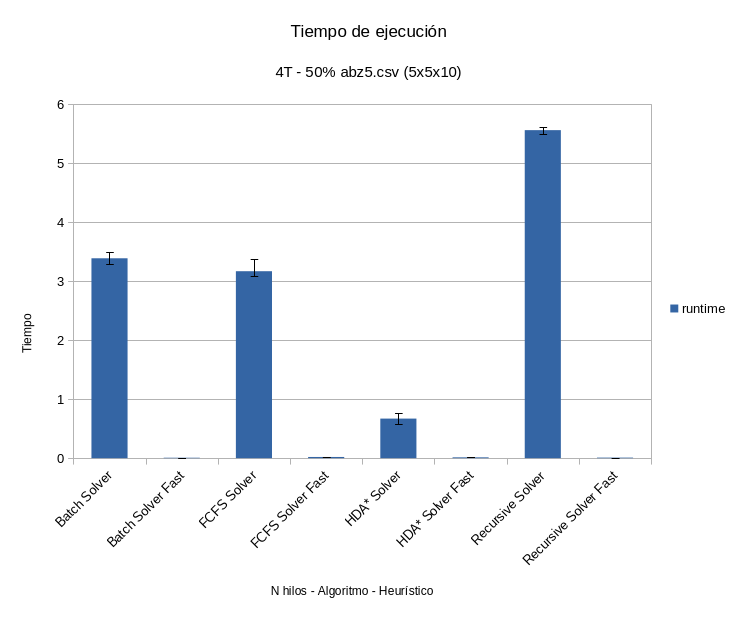 Tiempo de ejecución
4T - 50% abz5.csv (5x5x10)
6
5
4
3
2
1
0
Tiempo
runtime
Batch Solver
Batch Solver Fast
FCFS Solver
FCFS Solver Fast
HDA* Solver
HDA* Solver Fast
Recursive Solver
Recursive Solver Fast
N hilos - Algoritmo - Heurístico